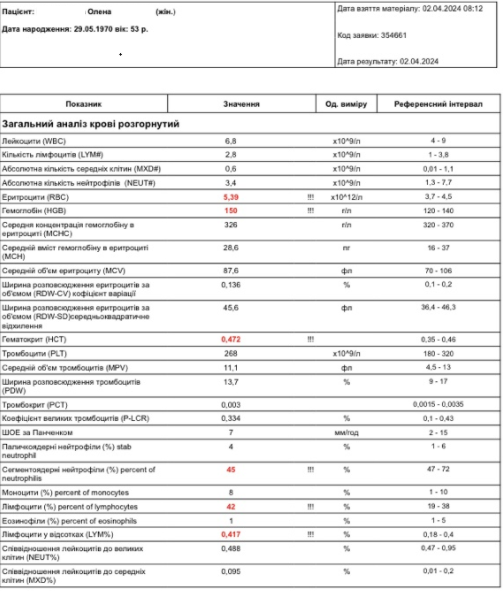 Пацієнт: Олена (жін.)
Дата народження: 29.05.1970 вік: 53 р.
Дата взяття матеріалу: 02.04.2024 08:12
Код заявки: 354661
Дата результату: 02.04.2024
Показник Значення Од. виміру Референсний інтервал
Загальний аналіз крові розгорнутий
Лейкоцити (WBC) 6,8 x10^9/л 4 - 9
Кількість лімфоцитів (LYM#) 2,8 x10^9/л 1 - 3,8
Абсолютна кількість середніх клітин (MXD#) 0,6 x10^9/л 0,01 - 1,1
Абсолютна кількість нейтрофілів (NEUT#) 3,4 x10^9/л 1,3 - 7,7
Еритроцити (RBC) 5,39 !!! x10^12/л 3,7 - 4,5
Гемоглобін (HGB) 150 !!! г/л 120 - 140
Середня концентрація гемоглобіну в 326 г/л 320 - 370
еритроциті (MCHC)
Середній вміст гемоглобіну в еритроциті 28,6 пг 16 - 37
(MCH)
Середній об'єм еритроциту (MCV) 87,6 фл 70 - 106
Ширина розповсюдження еритроцитів за 0,136 % 0,1 - 0,2
об'ємом (RDW-CV) кофіцієнт варіації
Ширина розповсюдження еритроцитів за 45,6 фл 36,4 - 46,3
об'ємом (RDW-SD)середньоквадратичне
відхилення
Гематокрит (HCT) 0,472 !!! 0,35 - 0,46
Тромбоцити (PLT) 268 x10^9/л 180 - 320
Середній об'єм тромбоцитів (MPV) 11,1 фл 4,5 - 13
Ширина розповсюдження тромбоцитів 13,7 % 9 - 17
(PDW)
Тромбокрит (PCT) 0,003 0,0015 - 0,0035
Коефіцієнт великих тромбоцитів (P-LCR) 0,334 % 0,1 - 0,43
ШОЕ за Панченком 7 мм/год 2 - 15
Паличкоядерні нейтрофіли (%) stab 4 % 1 - 6
neutrophil
Сегментоядерні нейтрофіли (%) percent of 45 !!! % 47 - 72
neutrophilis
Моноцити (%) percent of monocytes 8 % 1 - 10
Лімфоцити (%) percent of lymphocytes 42 !!! % 19 - 38
Еозинофіли (%) percent of eosinophils 1 % 1 - 5
Лімфоцити у відсотках (LYM%) 0,417 !!! % 0,18 - 0,4
Співвідношення лейкоцитів до великих 0,488 % 0,47 - 0,95
клітин (NEUT%)
Співвідношення лейкоцитів до середніх 0,095 % 0,01 - 0,2
клітин (MXD%)